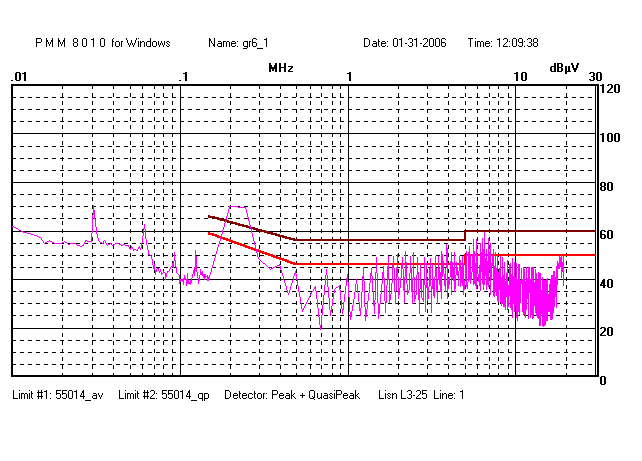 P M M 8 0 1 0 for Windows Name: gr6_1 Date: 01-31-2006 Time: 12:09:38
MHz dBµV
.01 .1 1 10 30
120
100
80
60
40
20
0
Limit #1: 55014_av Limit #2: 55014_qp Detector: Peak + QuasiPeak Lisn L3-25 Line: 1